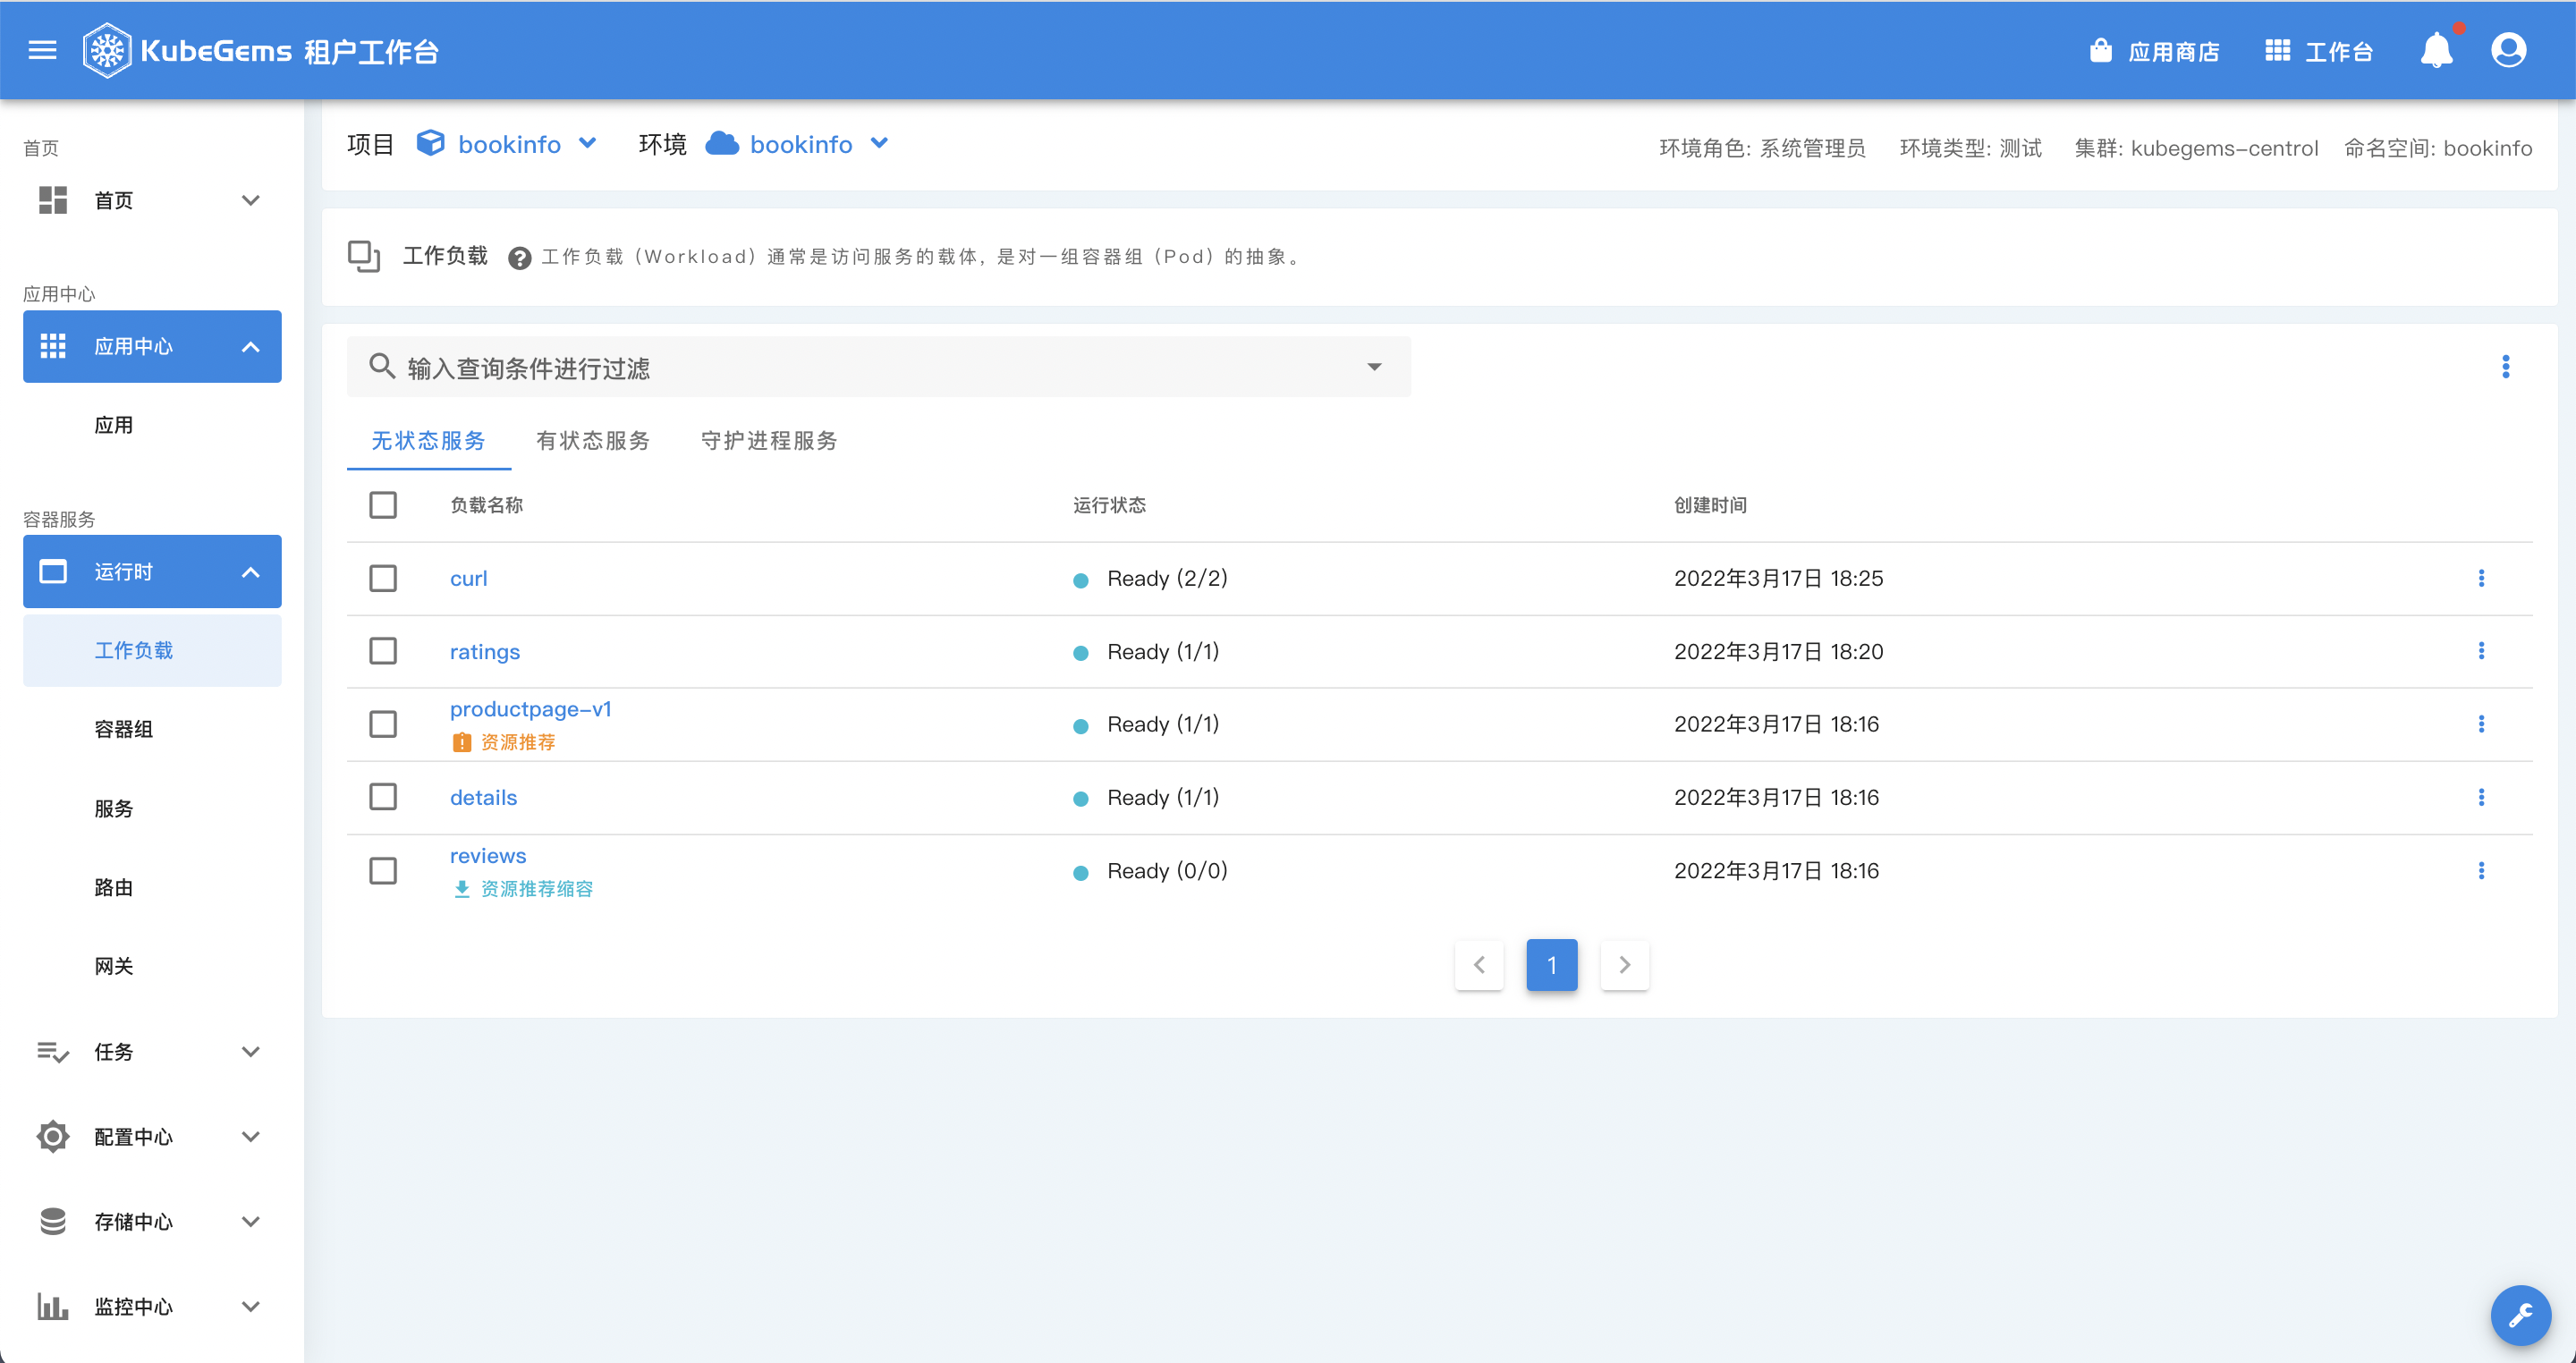 KubeGems 租户工作台
应用商店
工作台
首页
首页
应用中心
应用中心
应用
容器服务
运行时
工作负载
容器组
服务
路由
网关
任务
配置中心
存储中心
监控中心
项目 bookinfo 环境 bookinfo
环境角色: 系统管理员 环境类型: 测试 集群: kubegems-central 命名空间: bookinfo
工作负载 工作负载（Workload）通常是访问服务的载体，是对一组容器组（Pod）的抽象。
输入查询条件进行过滤
无状态服务 有状态服务 守护进程服务
负载名称 运行状态 创建时间
curl Ready (2/2) 2022年3月17日 18:25
ratings Ready (1/1) 2022年3月17日 18:20
productpage-v1 Ready (1/1) 2022年3月17日 18:16
资源推荐
details Ready (1/1) 2022年3月17日 18:16
reviews Ready (0/0) 2022年3月17日 18:16
资源推荐缩容
1